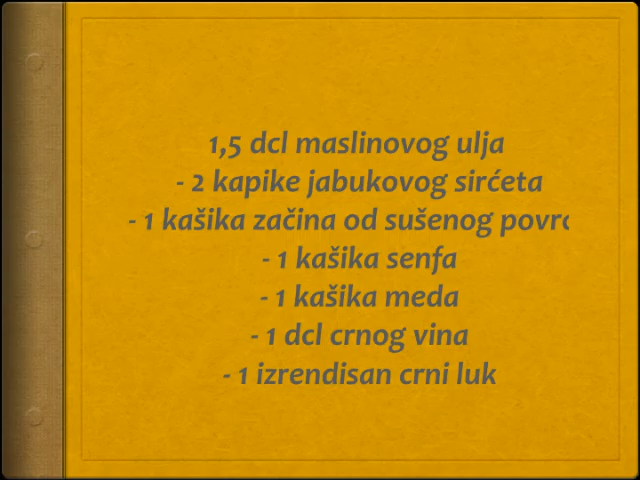 1,5 dcl maslinovog ulja
- 2 kapike jabukovog sirćeta
- 1 kašika začina od sušenog
- 1 kašika senfa
- 1 kašika meda
- 1 dcl crnog vina
- 1 izrendisan crni luk